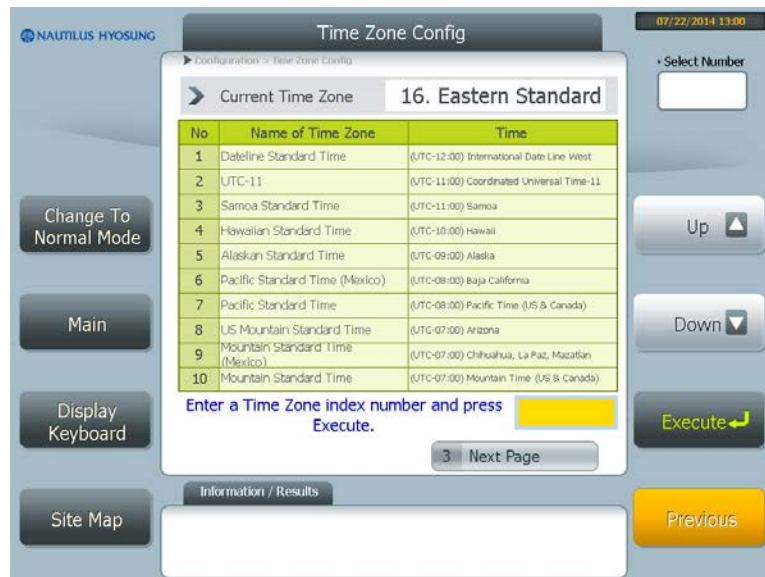 NAUTILUS HYOSUNG
Time Zone Config
07/22/2014 13:00
Configuration > Time Zone Config
Select Number
Current Time Zone 16. Eastern Standard
No Name of Time Zone Time
1 Dateline Standard Time (UTC-12:00) International Date Line West
2 UTC-11 (UTC-11:00) Coordinated Universal Time-11
3 Samoa Standard Time (UTC-11:00) Samoa
4 Hawaiian Standard Time (UTC-10:00) Hawaii
5 Alaskan Standard Time (UTC-09:00) Alaska
6 Pacific Standard Time (Mexico) (UTC-08:00) Baja California
7 Pacific Standard Time (UTC-08:00) Pacific Time (US & Canada)
8 US Mountain Standard Time (UTC-07:00) Arizona
9 Mountain Standard Time (Mexico) (UTC-07:00) Chihuahua, La Paz, Mazatlan
10 Mountain Standard Time (UTC-07:00) Mountain Time (US & Canada)
Enter a Time Zone index number and press
Execute.
3 Next Page
Information / Results
Change To
Normal Mode
Main
Display
Keyboard
Site Map
Up
Down
Execute
Previous